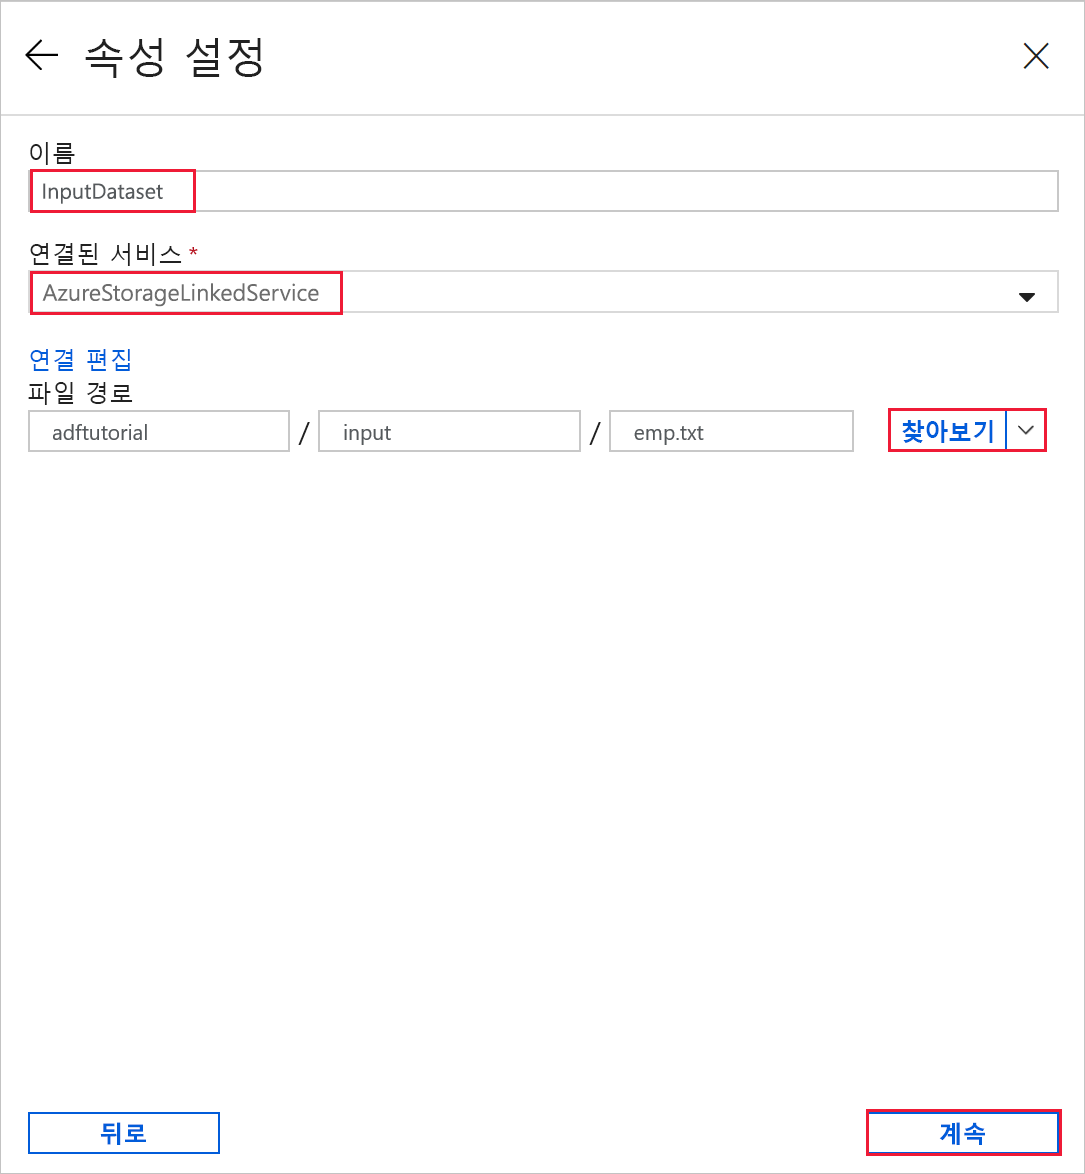 속성 설정
이름
InputDataset
연결된 서비스 *
AzureStorageLinkedService
연결 편집
파일 경로
adftutorial / input / emp.txt 찾아보기
뒤로 계속